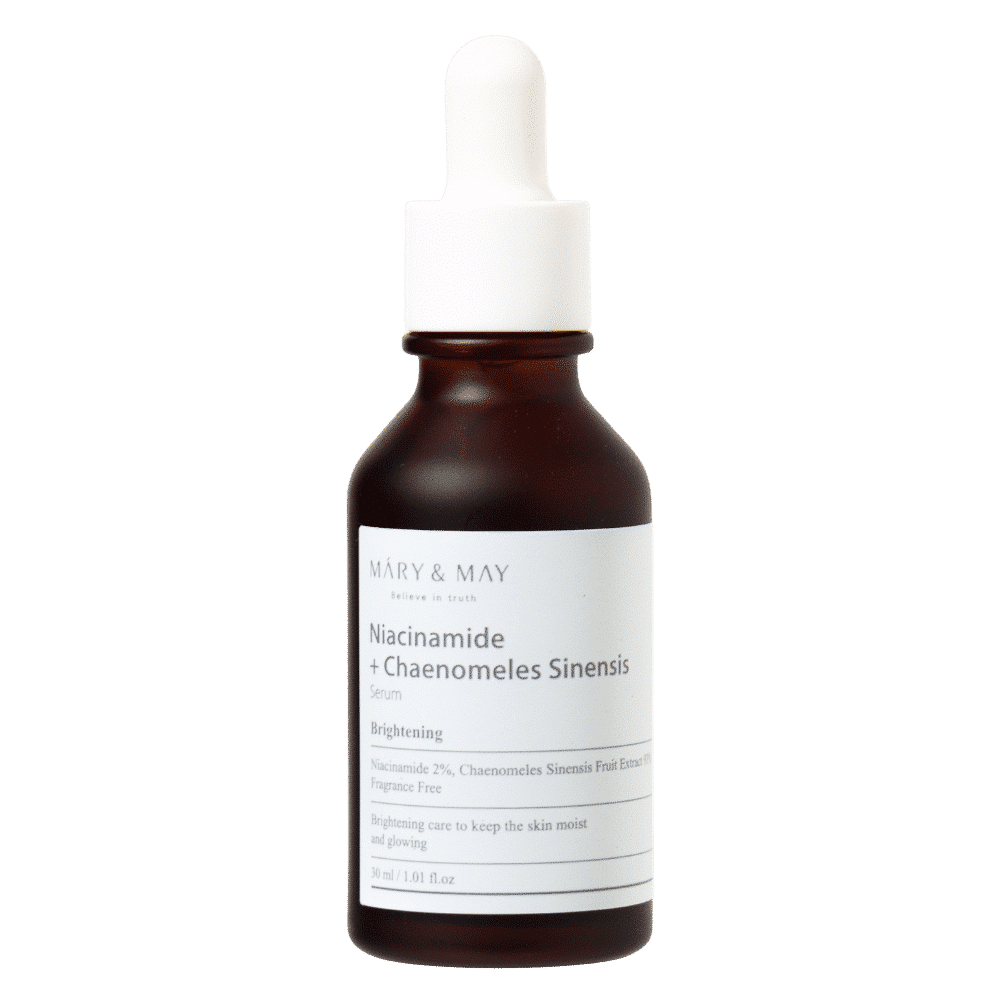 MÁRY & MAY
Believe in truth
Niacinamide
+ Chaenomeles Sinensis
Serum
Brightening
Niacinamide 2%, Chaenomeles Sinensis Fruit Extract
Fragrance Free
Brightening care to keep the skin moist
and glowing
30 ml / 1.01 fl.oz